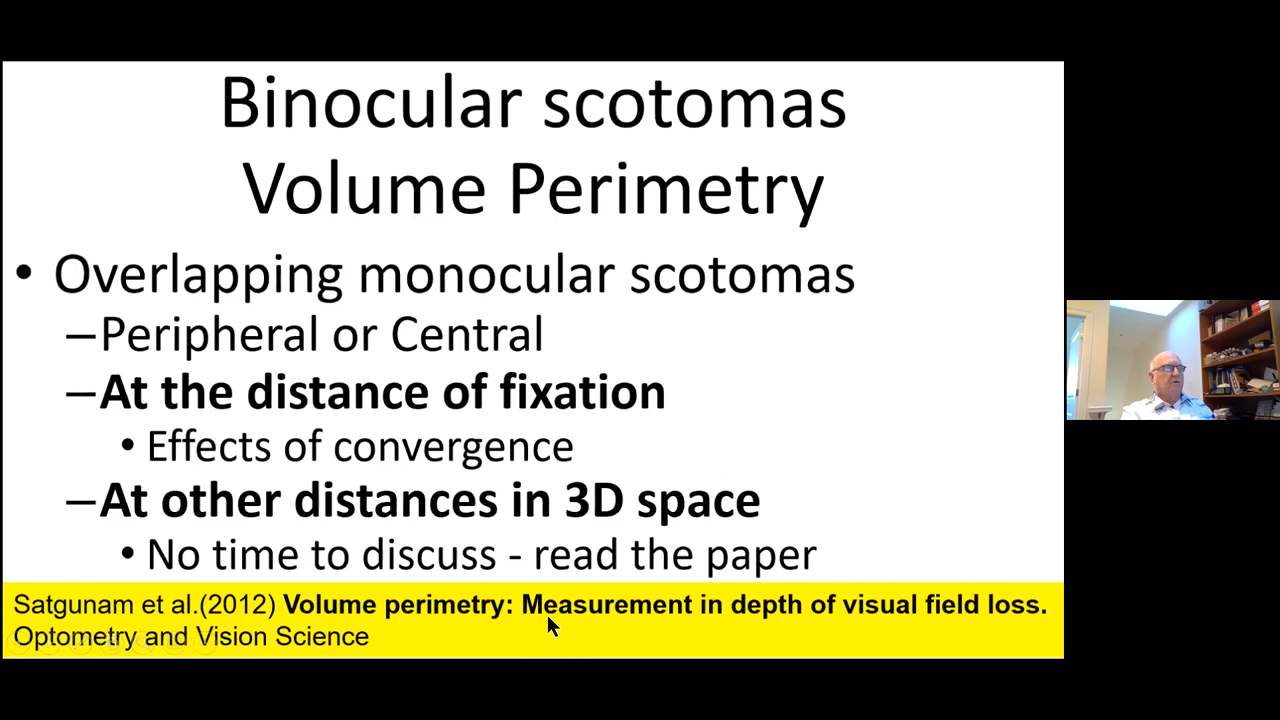 Binocular scotomas
Volume Perimetry
• Overlapping monocular scotomas
–Peripheral or Central
–At the distance of fixation
• Effects of convergence
–At other distances in 3D space
• No time to discuss - read the paper
Satgunam et al.(2012) Volume perimetry: Measurement in depth of visual field loss.
Optometry and Vision Science